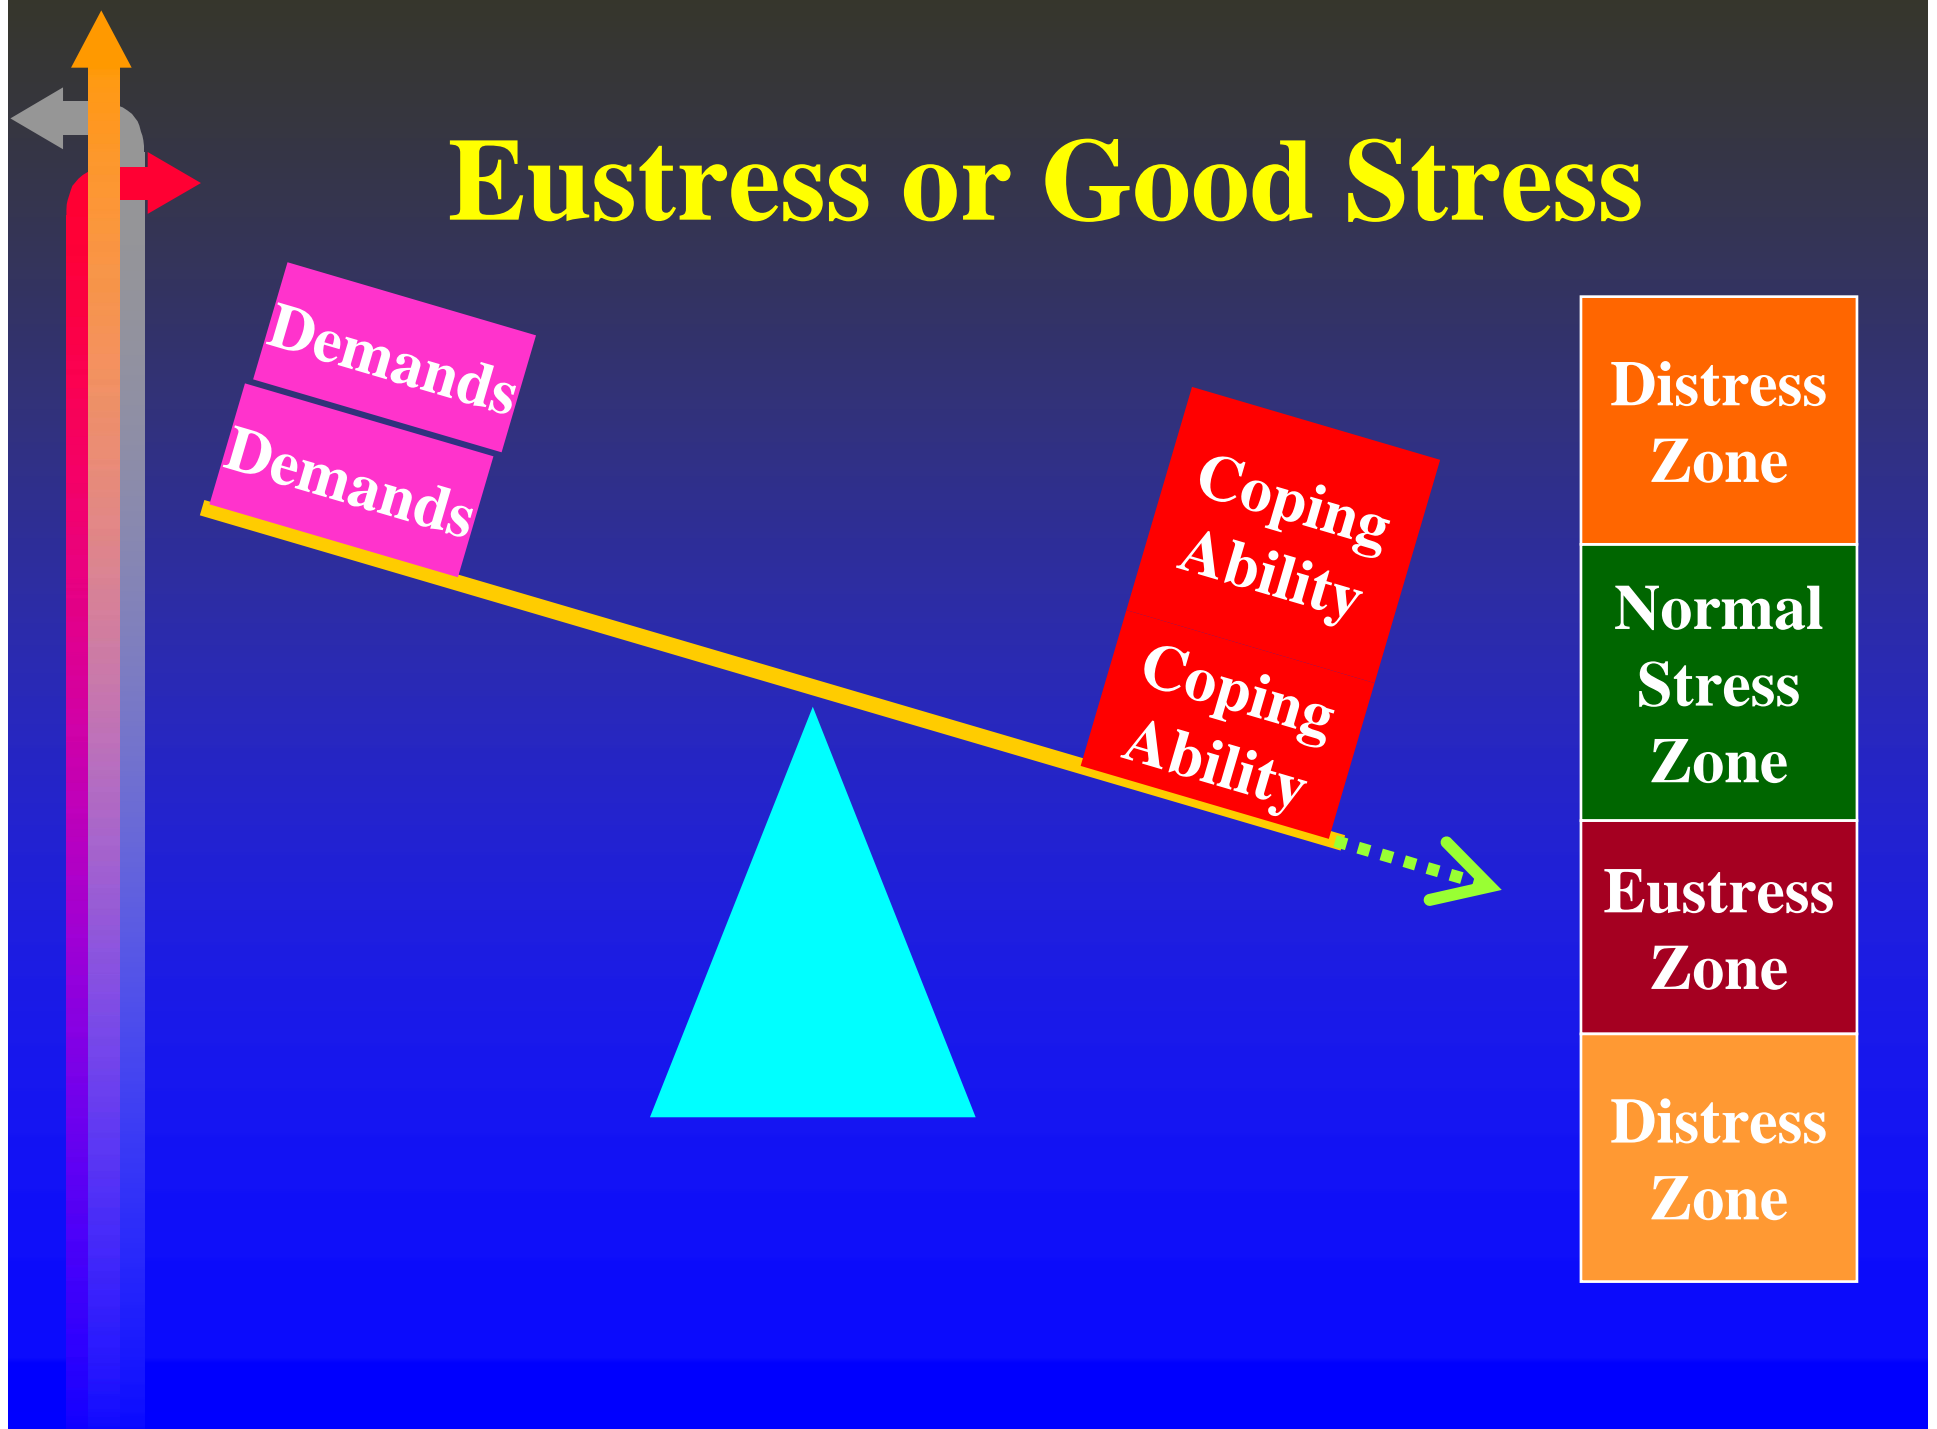 Eustress or Good Stress
Demands
Demands
Coping
Ability
Coping
Ability
Distress
Zone
Normal
Stress
Zone
Eustress
Zone
Distress
Zone